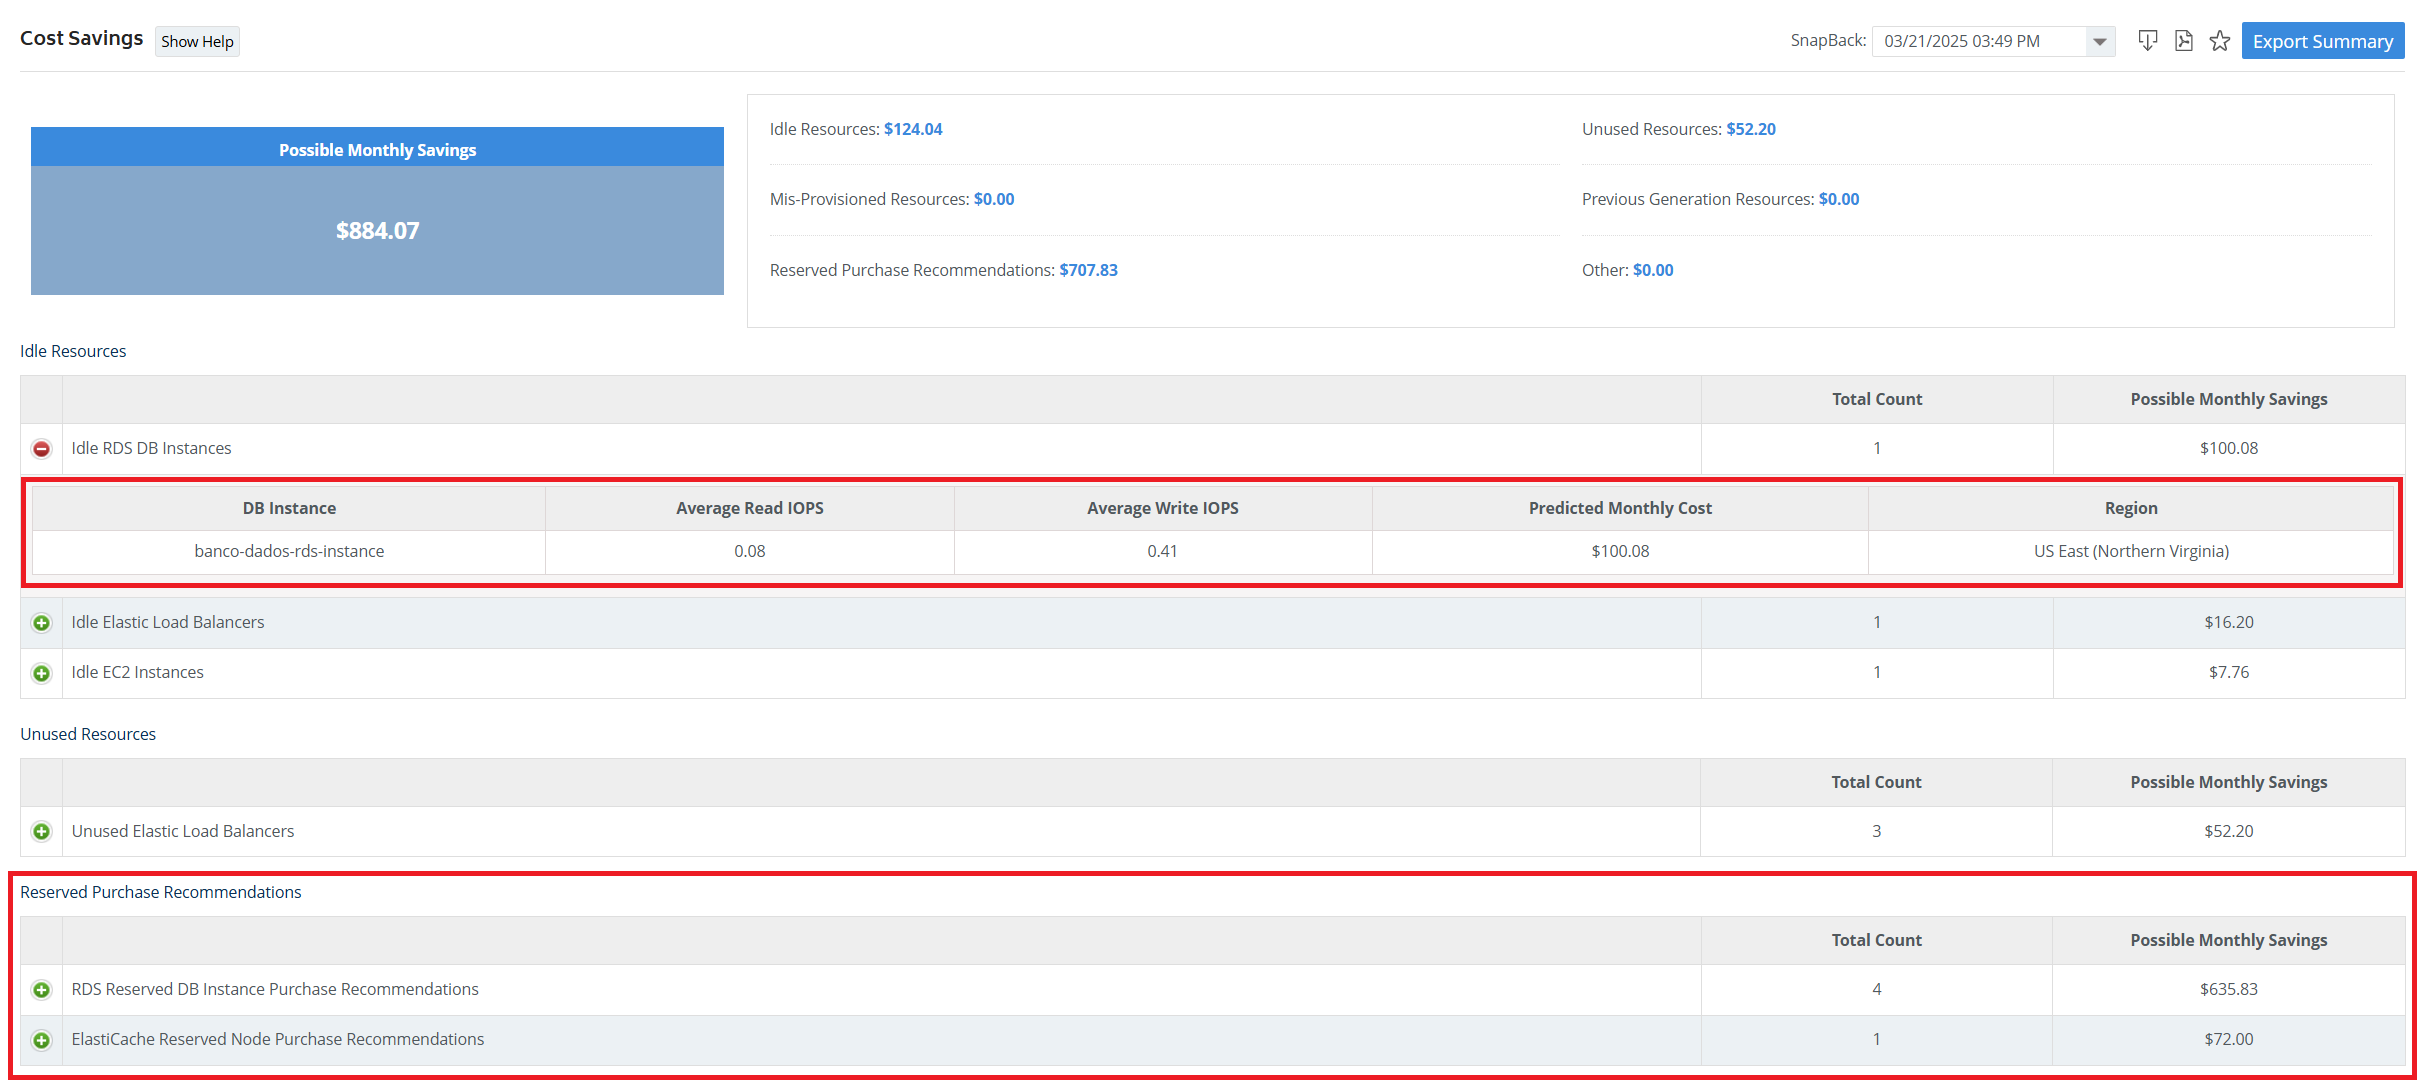 Cost Savings Show Help SnapBack: 03/21/2025 03:49 PM Export Summary
Possible Monthly Savings
$884.07
Idle Resources: $124.04 Unused Resources: $52.20
Mis-Provisioned Resources: $0.00 Previous Generation Resources: $0.00
Reserved Purchase Recommendations: $707.83 Other: $0.00
Idle Resources
Total Count Possible Monthly Savings
Idle RDS DB Instances 1 $100.08
DB Instance Average Read IOPS Average Write IOPS Predicted Monthly Cost Region
banco-dados-rds-instance 0.08 0.41 $100.08 US East (Northern Virginia)
Idle Elastic Load Balancers 1 $16.20
Idle EC2 Instances 1 $7.76
Unused Resources
Total Count Possible Monthly Savings
Unused Elastic Load Balancers 3 $52.20
Reserved Purchase Recommendations
Total Count Possible Monthly Savings
RDS Reserved DB Instance Purchase Recommendations 4 $635.83
ElastiCache Reserved Node Purchase Recommendations 1 $72.00